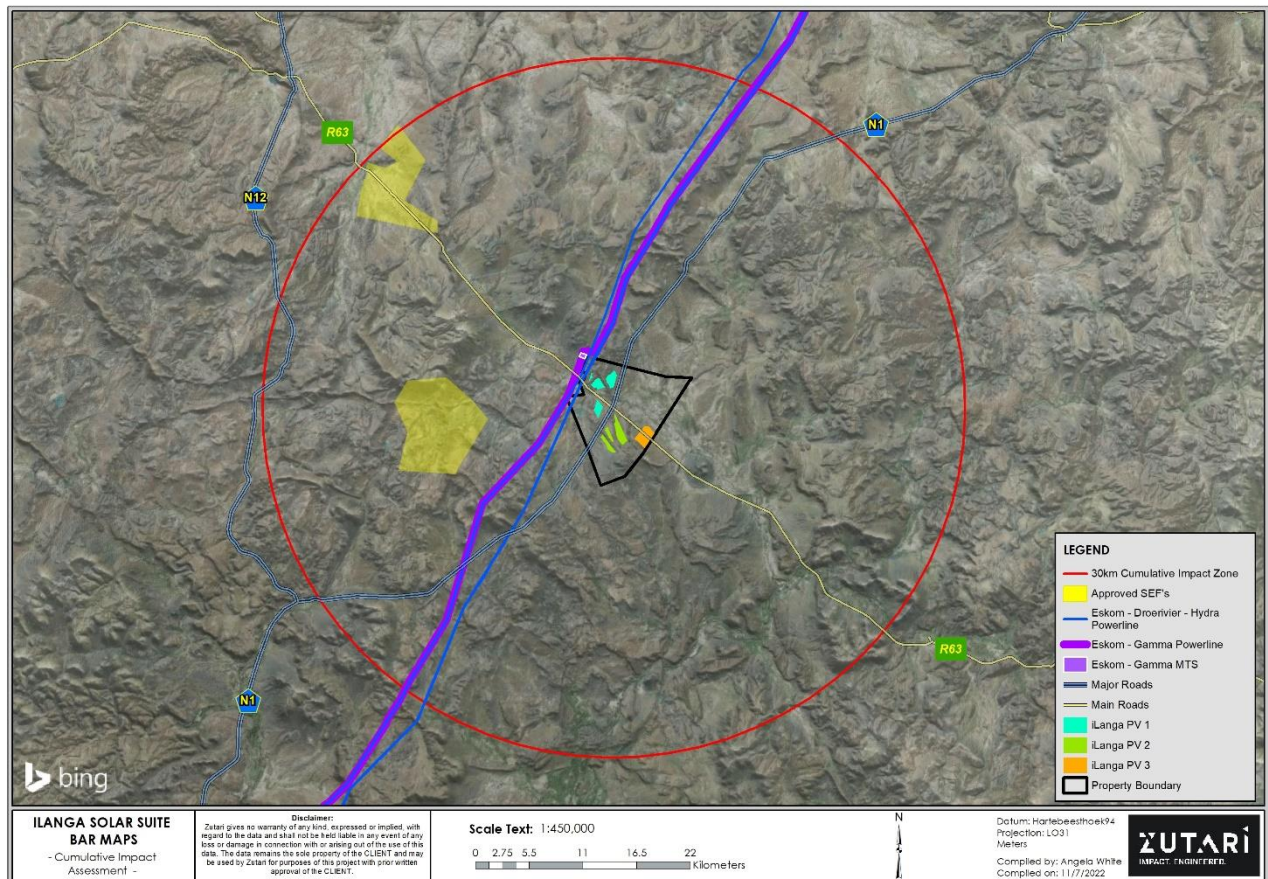 R63
N12
N1
R63
N1
bing
LEGEND
30km Cumulative Impact Zone
Approved SEF's
Eskom - Droerivier - Hydra
Powerline
Eskom - Gamma Powerline
Eskom - Gamma MTS
Major Roads
Main Roads
iLanga PV 1
iLanga PV 2
iLanga PV 3
Property Boundary
ILANGA SOLAR SUITE
BAR MAPS
- Cumulative Impact
Assessment -
Disclaimer:
Zutari gives no warranty of any kind, expressed or implied, with
regard to the data and shall not be held liable in any event of any
loss or damage in connection with or arising out of the use of this
data. The data remains the sole property of the CLIENT and may
be used by Zutari for purposes of this project with prior written
approval of the CLIENT.
Scale Text: 1:450,000
0 2.75 5.5 11 16.5 22
Kilometers
N
Datum: Hartebeesthoek94
Projection: LO31
Meters
Compiled by: Angela White
Compiled on: 11/7/2022
ZUTARI
IMPACT. ENGINEERED.